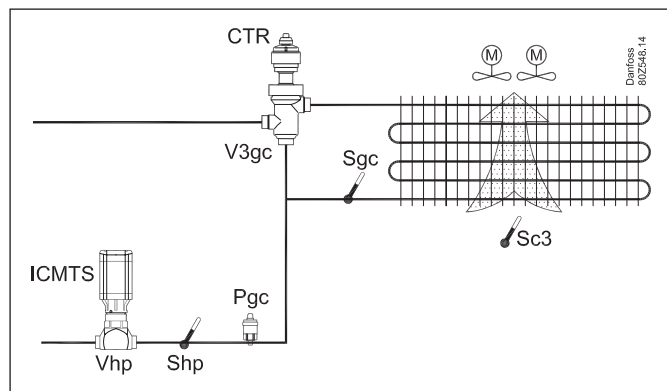 CTR
M
M
Danfoss
80Z548.14
V3gc
Sgc
Sc3
ICMTS
Pgc
Vhp
Shp